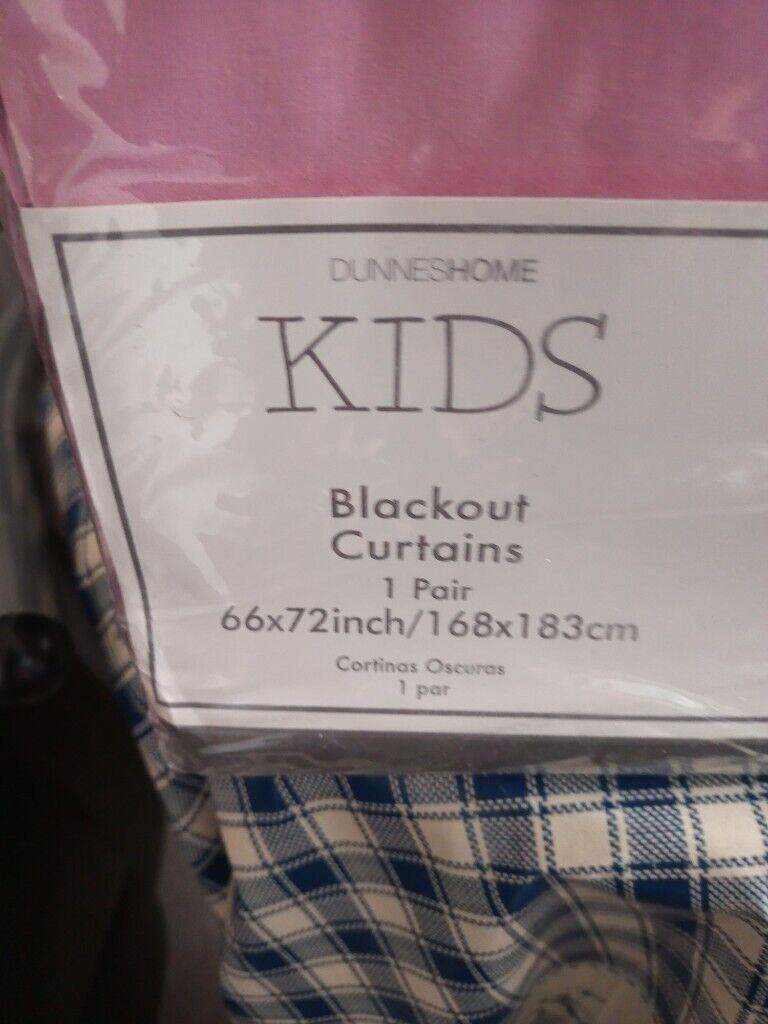 DUNNESHOME
KIDS
Blackout
Curtains
1 Pair
66x72inch/168x183cm
Cortinas Oscuras
1 par